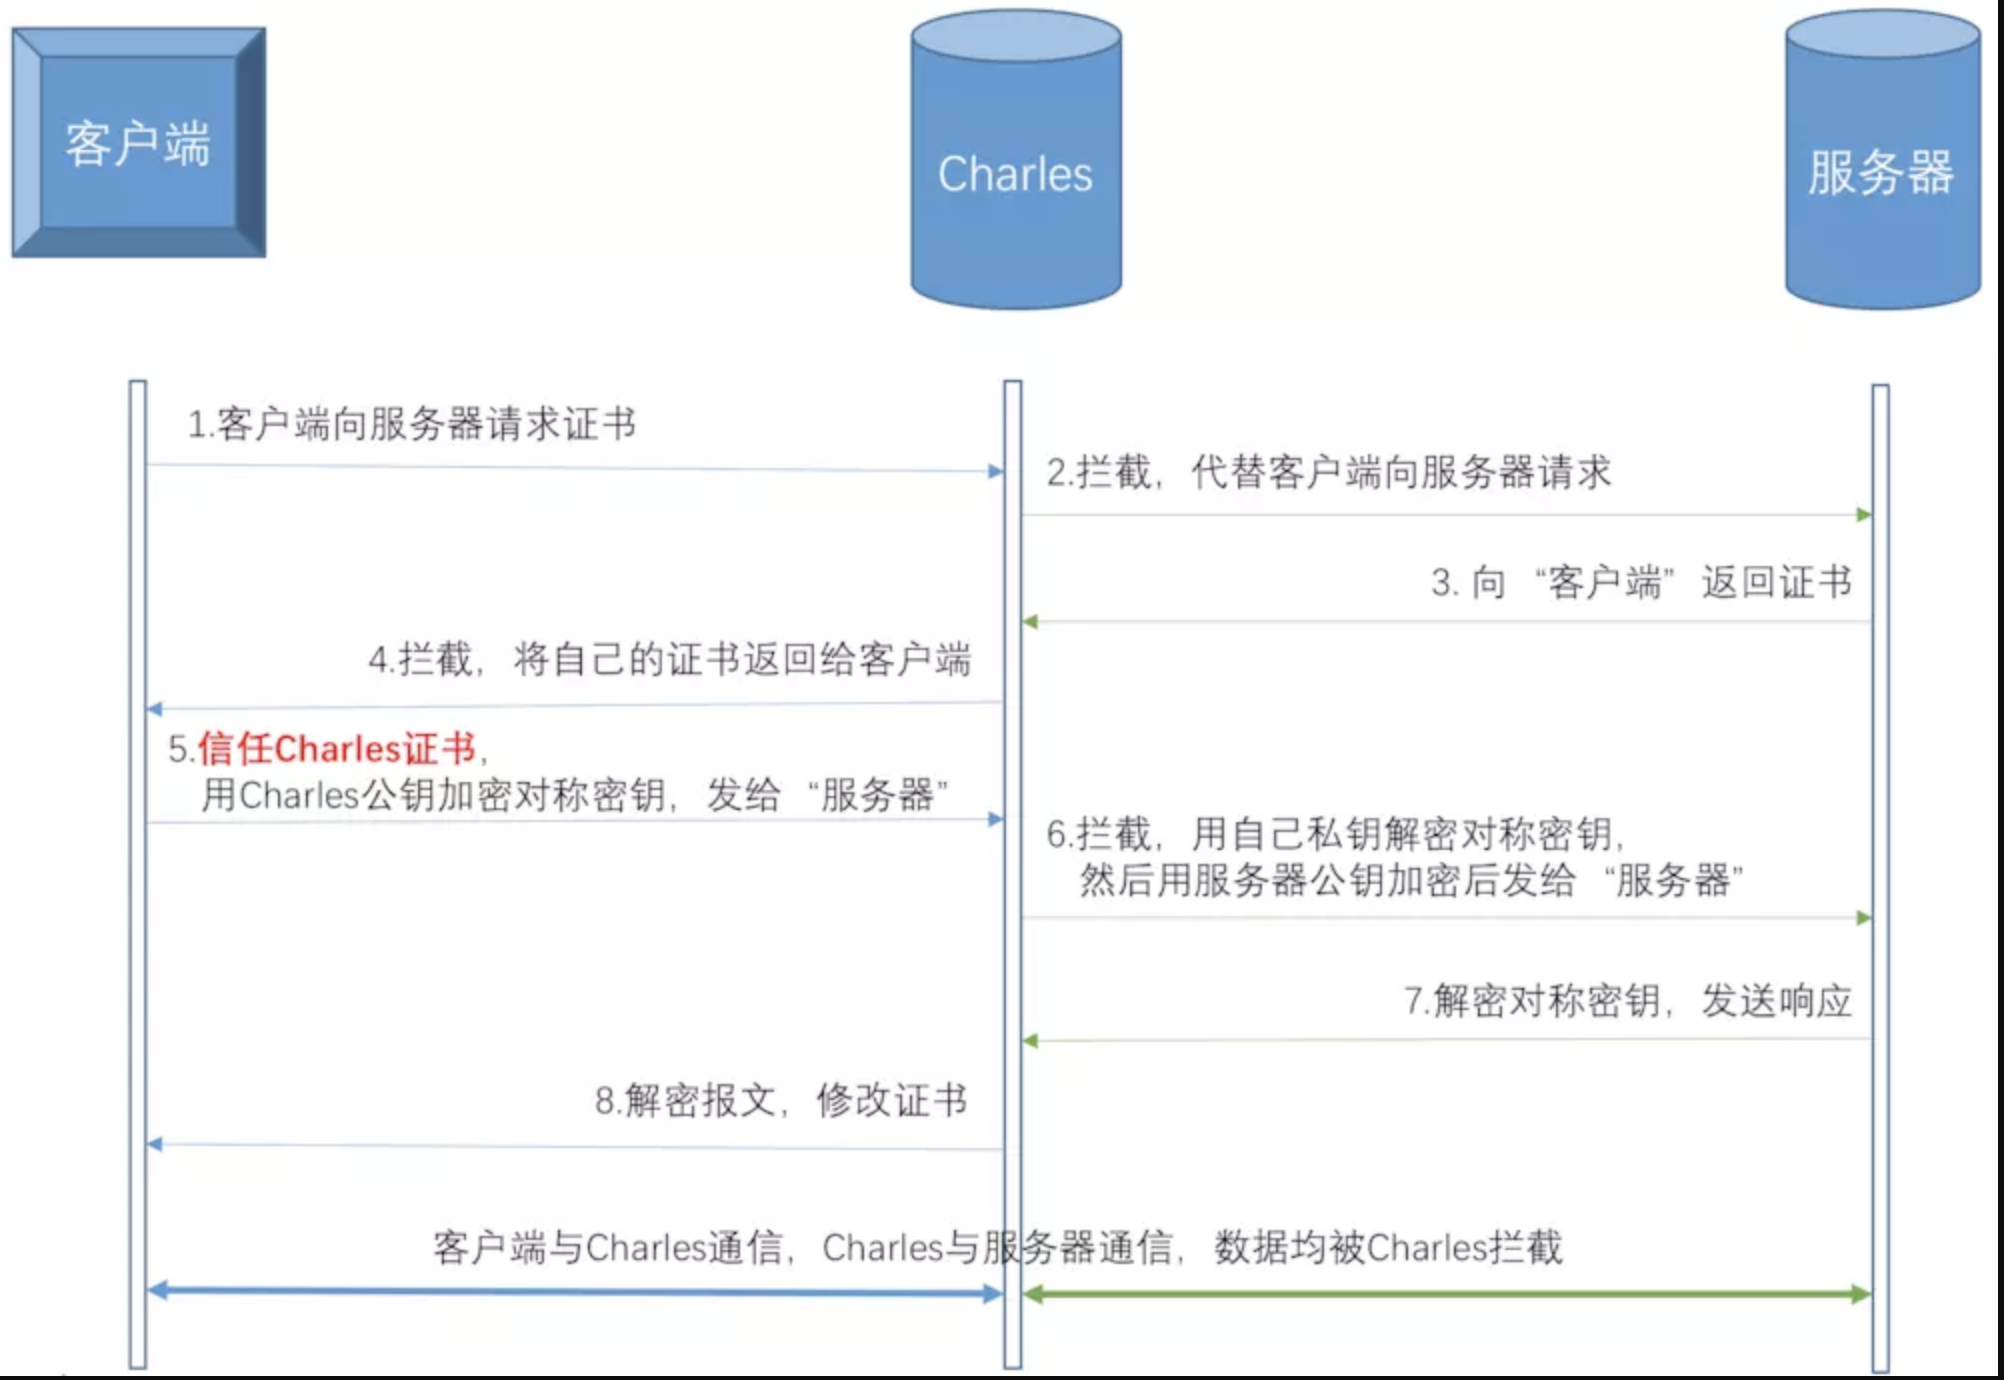 客户端
Charles
服务器
1.客户端向服务器请求证书
2.拦截，代替客户端向服务器请求
3. 向 “客户端” 返回证书
4.拦截，将自己的证书返回给客户端
5.信任Charles证书，
用Charles公钥加密对称密钥，发给 “服务器”
6.拦截，用自己私钥解密对称密钥，
然后用服务器公钥加密后发给 “服务器”
7.解密对称密钥，发送响应
8.解密报文，修改证书
客户端与Charles通信，Charles与服务器通信，数据均被Charles拦截